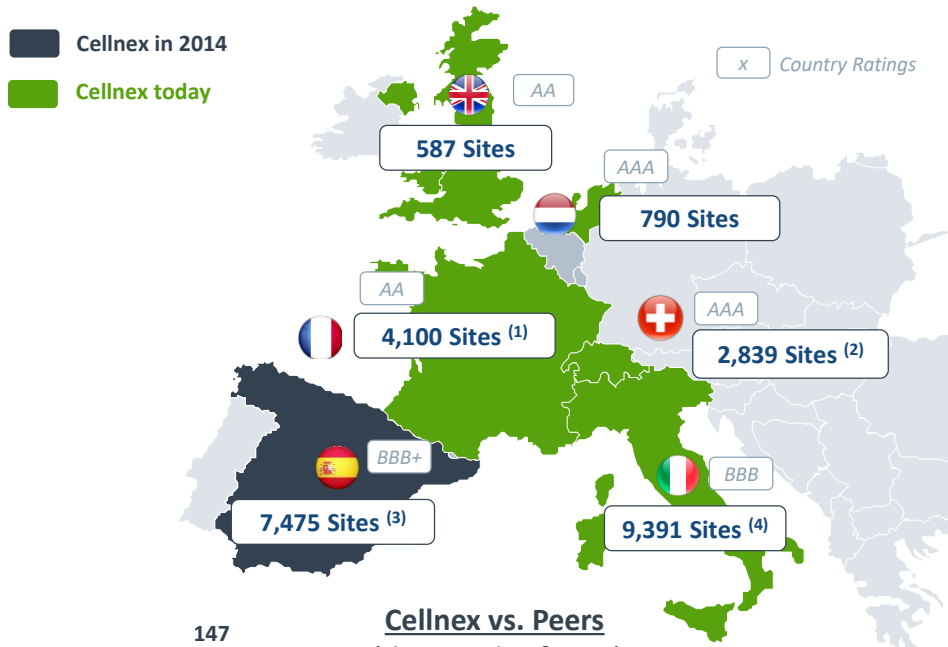 Cellnex in 2014
Cellnex today
x Country Ratings
AA
587 Sites
AAA
790 Sites
AA
4,100 Sites (1)
AAA
2,839 Sites (2)
BBB+
7,475 Sites (3)
BBB
9,391 Sites (4)
Cellnex vs. Peers
147